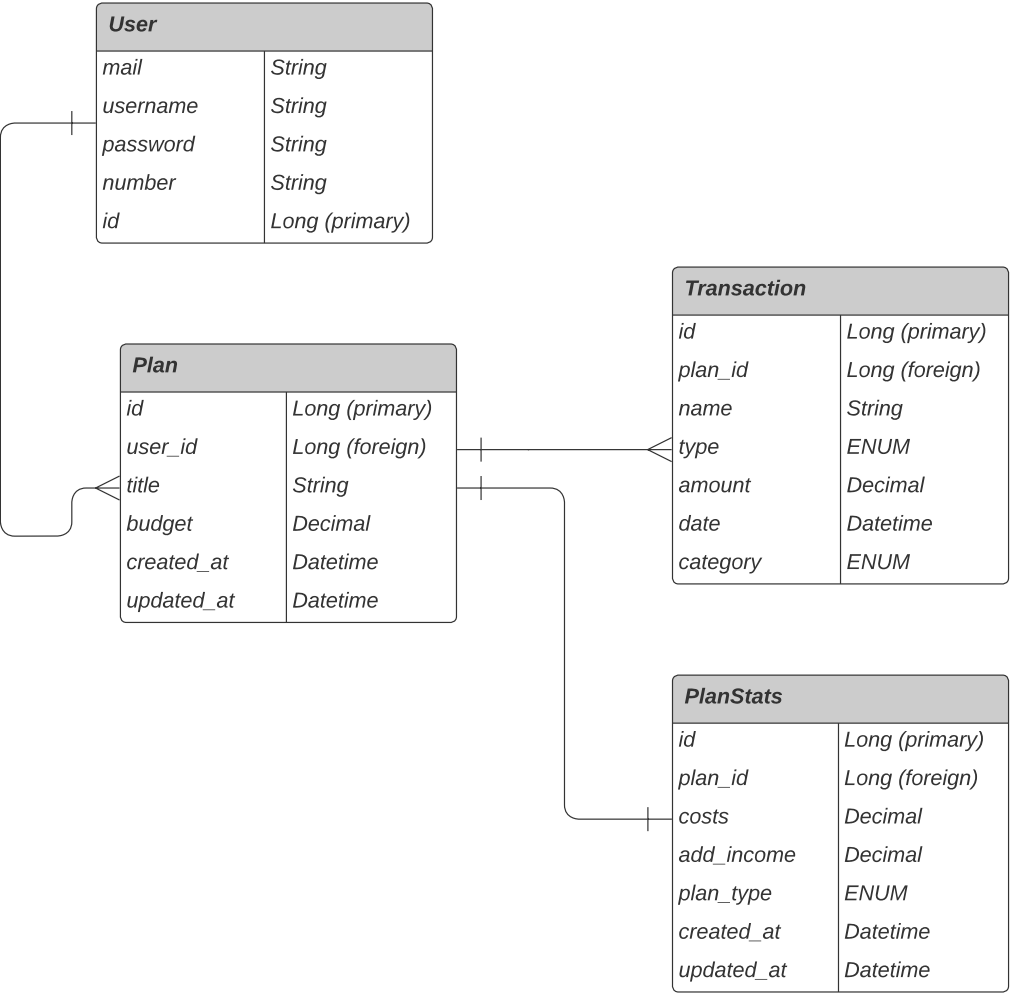 User
mail String
username String
password String
number String
id Long (primary)
Plan
id Long (primary)
user_id Long (foreign)
title String
budget Decimal
created_at Datetime
updated_at Datetime
Transaction
id Long (primary)
plan_id Long (foreign)
name String
type ENUM
amount Decimal
date Datetime
category ENUM
PlanStats
id Long (primary)
plan_id Long (foreign)
costs Decimal
add_income Decimal
plan_type ENUM
created_at Datetime
updated_at Datetime